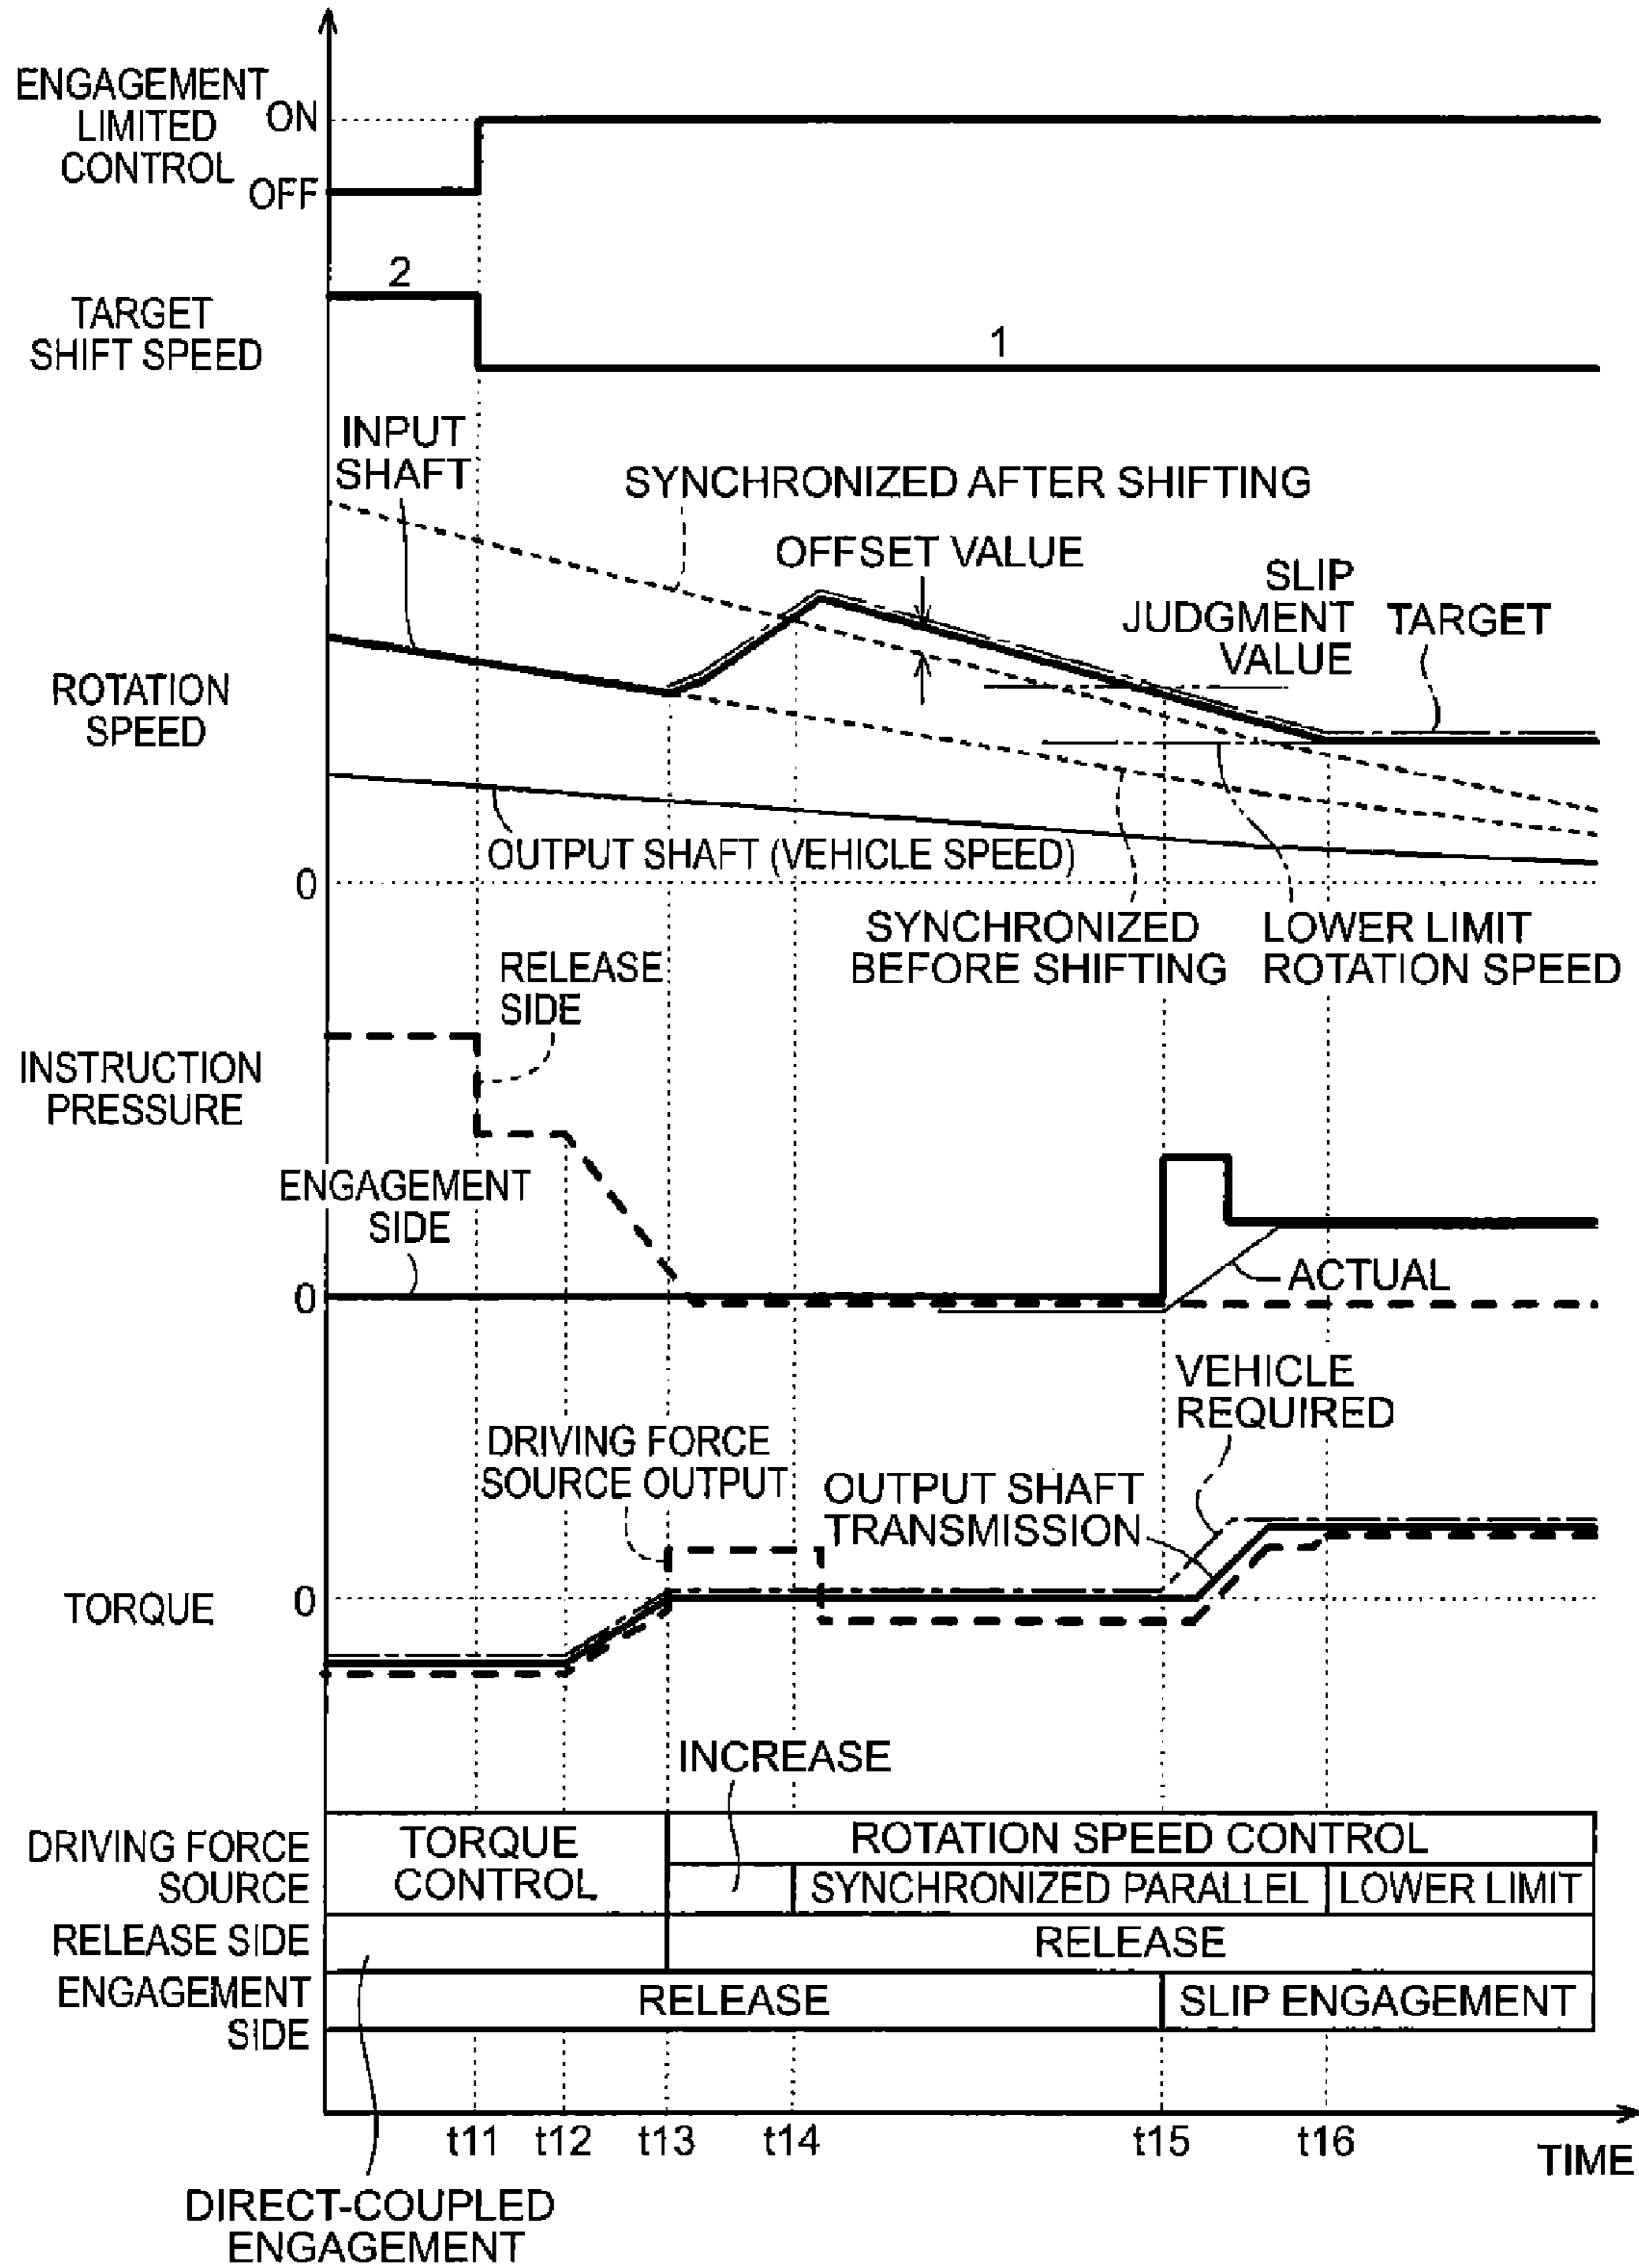 ENGAGEMENT
LIMITED
CONTROL
ON
OFF
2
TARGET
SHIFT SPEED
1
INPUT
SHAFT
SYNCHRONIZED AFTER SHIFTING
OFFSET VALUE
SLIP
JUDGMENT
VALUE
TARGET
ROTATION
SPEED
OUTPUT SHAFT (VEHICLE SPEED)
0
SYNCHRONIZED
BEFORE SHIFTING
LOWER LIMIT
ROTATION SPEED
RELEASE
SIDE
INSTRUCTION
PRESSURE
ENGAGEMENT
SIDE
0
ACTUAL
VEHICLE
REQUIRED
DRIVING FORCE
SOURCE OUTPUT
OUTPUT SHAFT
TRANSMISSION
TORQUE
0
INCREASE
DRIVING FORCE
SOURCE
TORQUE
CONTROL
ROTATION SPEED CONTROL
SYNCHRONIZED PARALLEL
LOWER LIMIT
RELEASE SIDE
RELEASE
ENGAGEMENT
SIDE
RELEASE
SLIP ENGAGEMENT
t11
t12
t13
t14
t15
t16
TIME
DIRECT-COUPLED
ENGAGEMENT